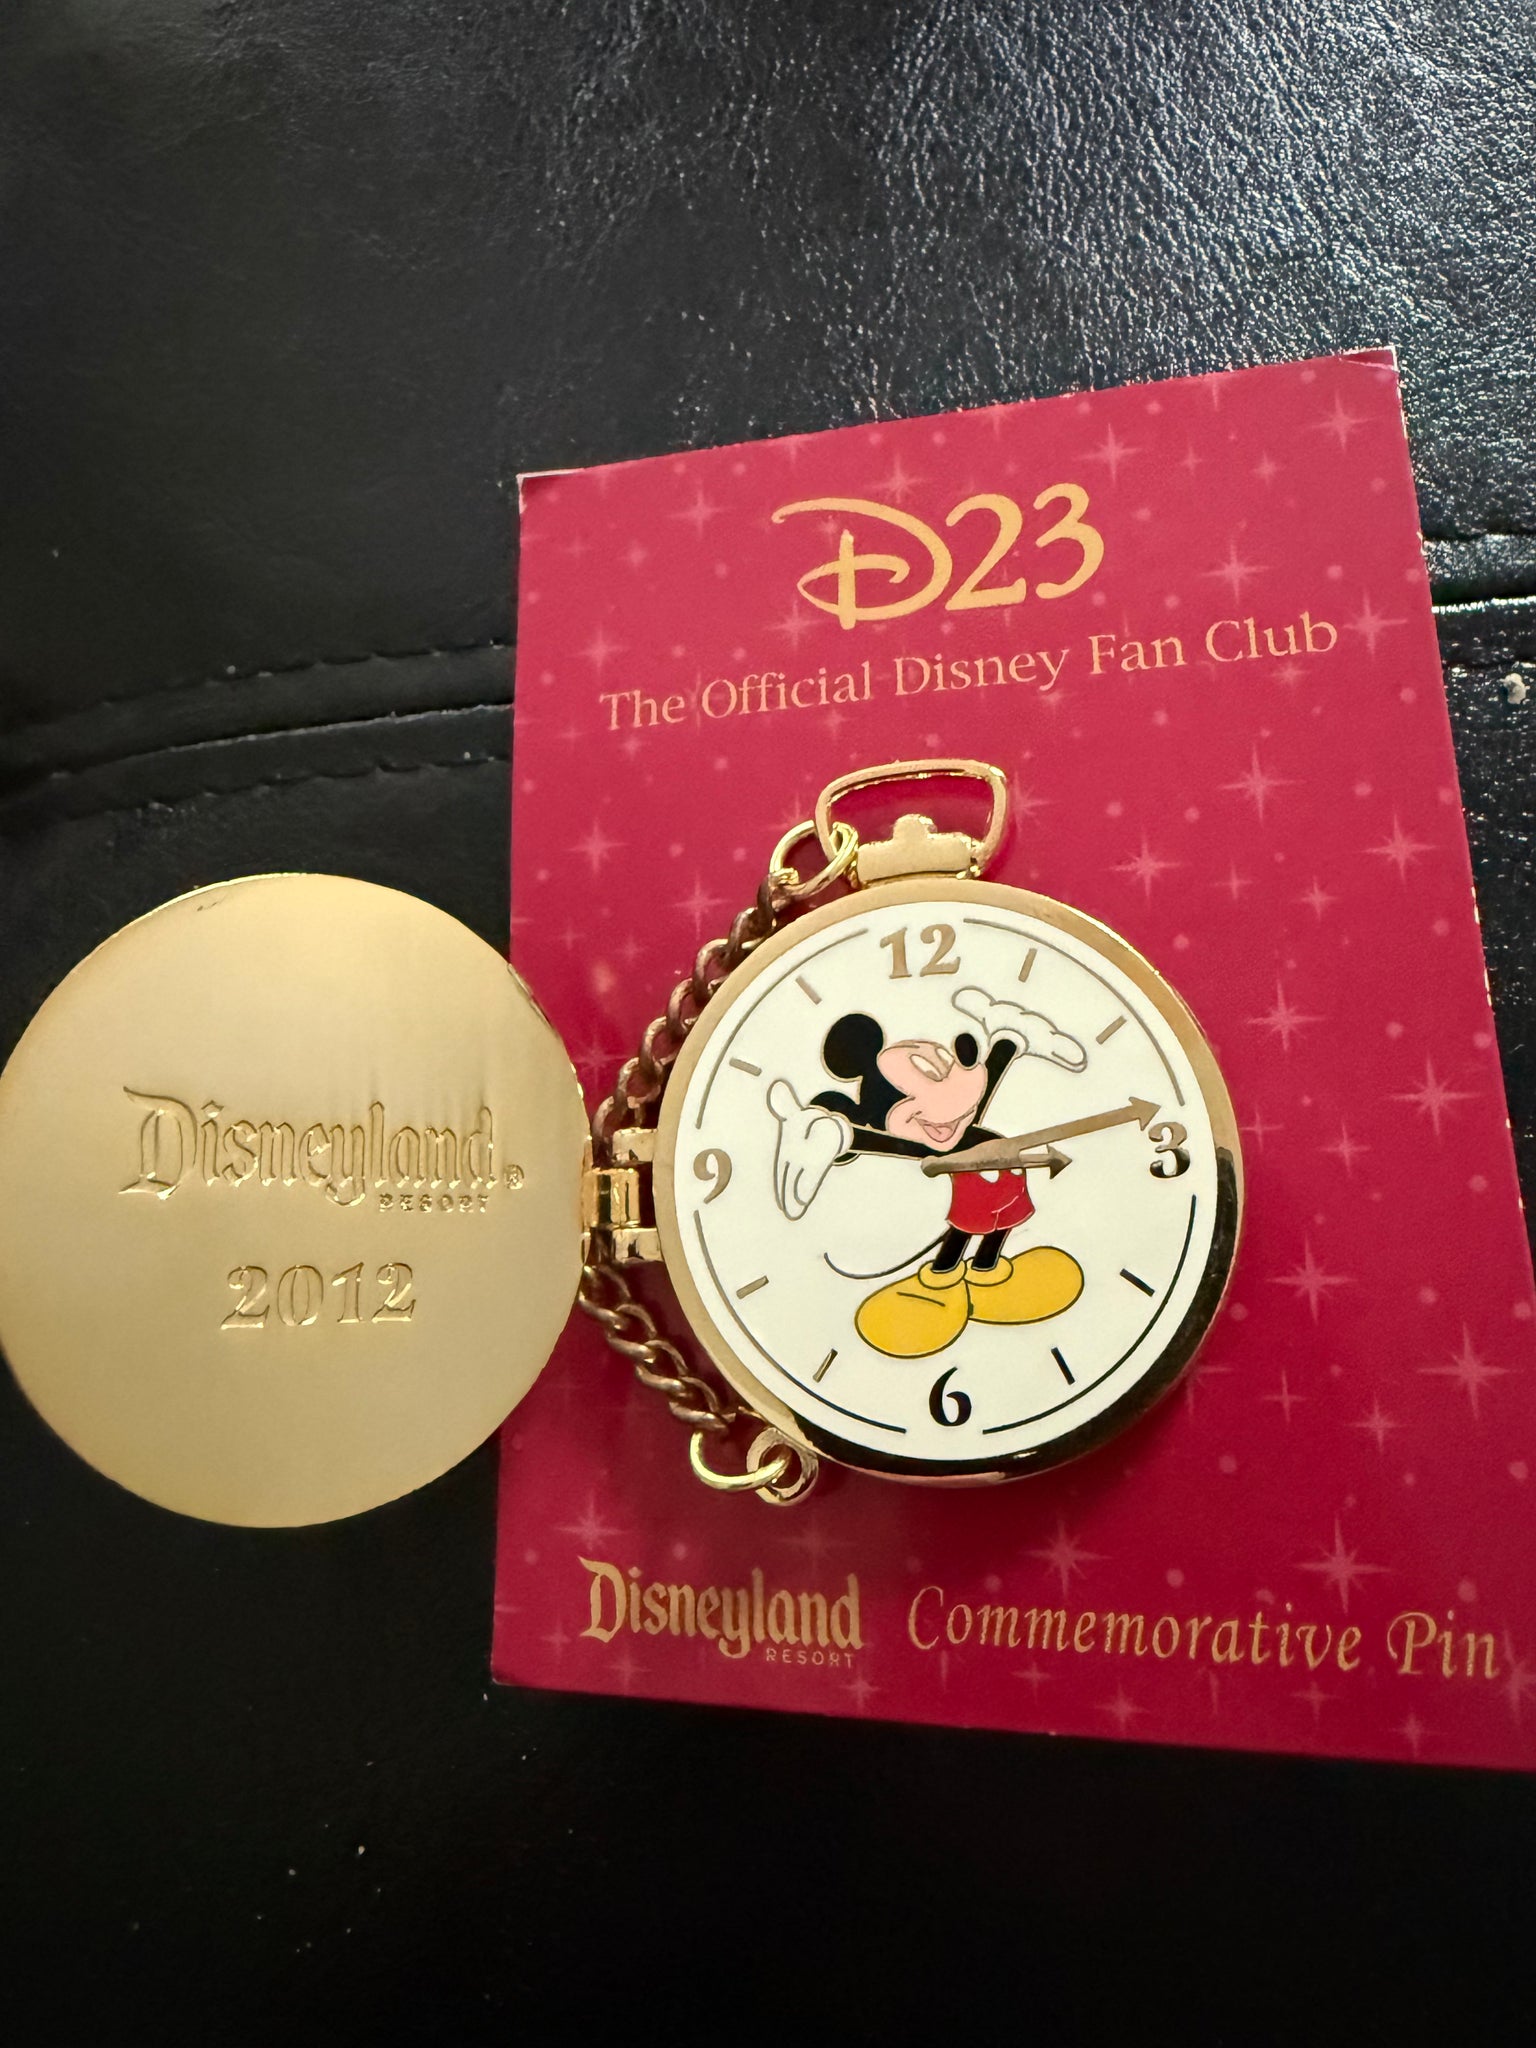 D23
The Official Disney Fan Club
12
3
6
9
Disneyland®
RESORT
2012
Disneyland
RESORT
Commemorative Pin